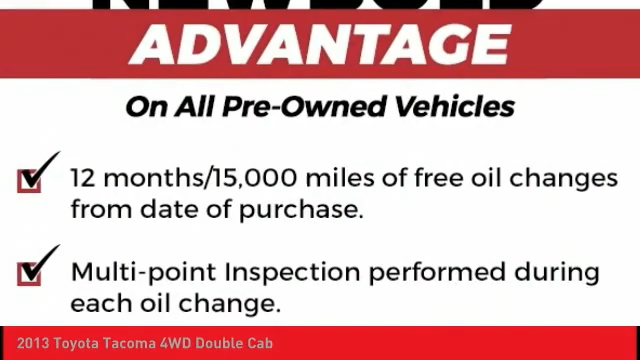 ADVANTAGE
On All Pre-Owned Vehicles
12 months/15,000 miles of free oil changes
from date of purchase.
Multi-point Inspection performed during
each oil change.
2013 Toyota Tacoma 4WD Double Cab